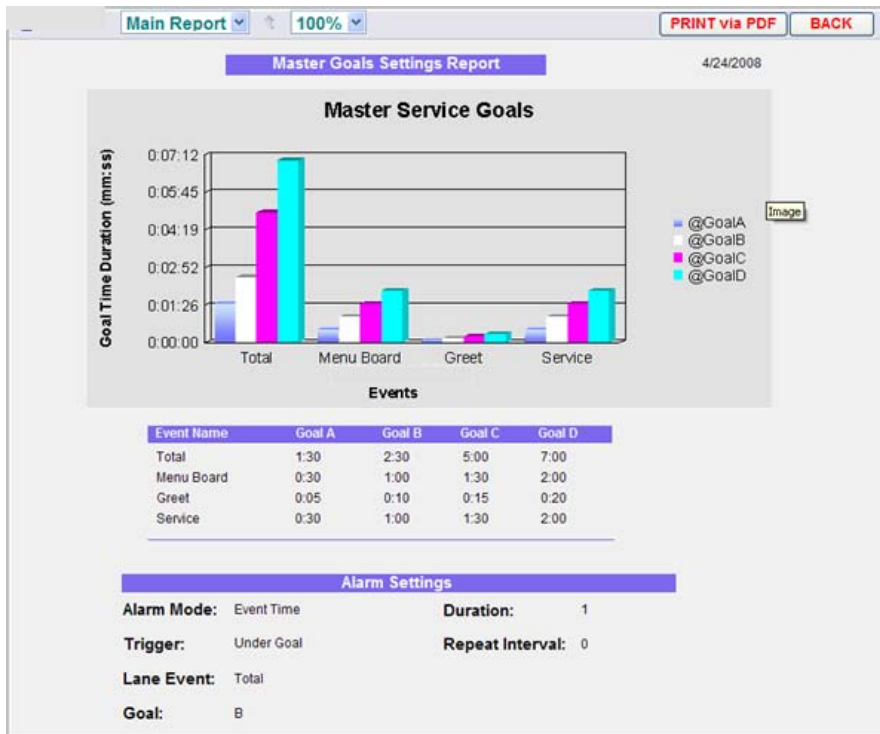 Main Report 100% PRINT via PDF BACK
Master Goals Settings Report 4/24/2008
Master Service Goals
Goal Time Duration (mm:ss)
0:07:12
0:05:45
0:04:19
0:02:52
0:01:26
0:00:00
Total Menu Board Greet Service
Events
@GoalA
@GoalB
@GoalC
@GoalD
Image
Event Name Goal A Goal B Goal C Goal D
Total 1:30 2:30 5:00 7:00
Menu Board 0:30 1:00 1:30 2:00
Greet 0:05 0:10 0:15 0:20
Service 0:30 1:00 1:30 2:00
Alarm Settings
Alarm Mode: Event Time Duration: 1
Trigger: Under Goal Repeat Interval: 0
Lane Event: Total
Goal: B